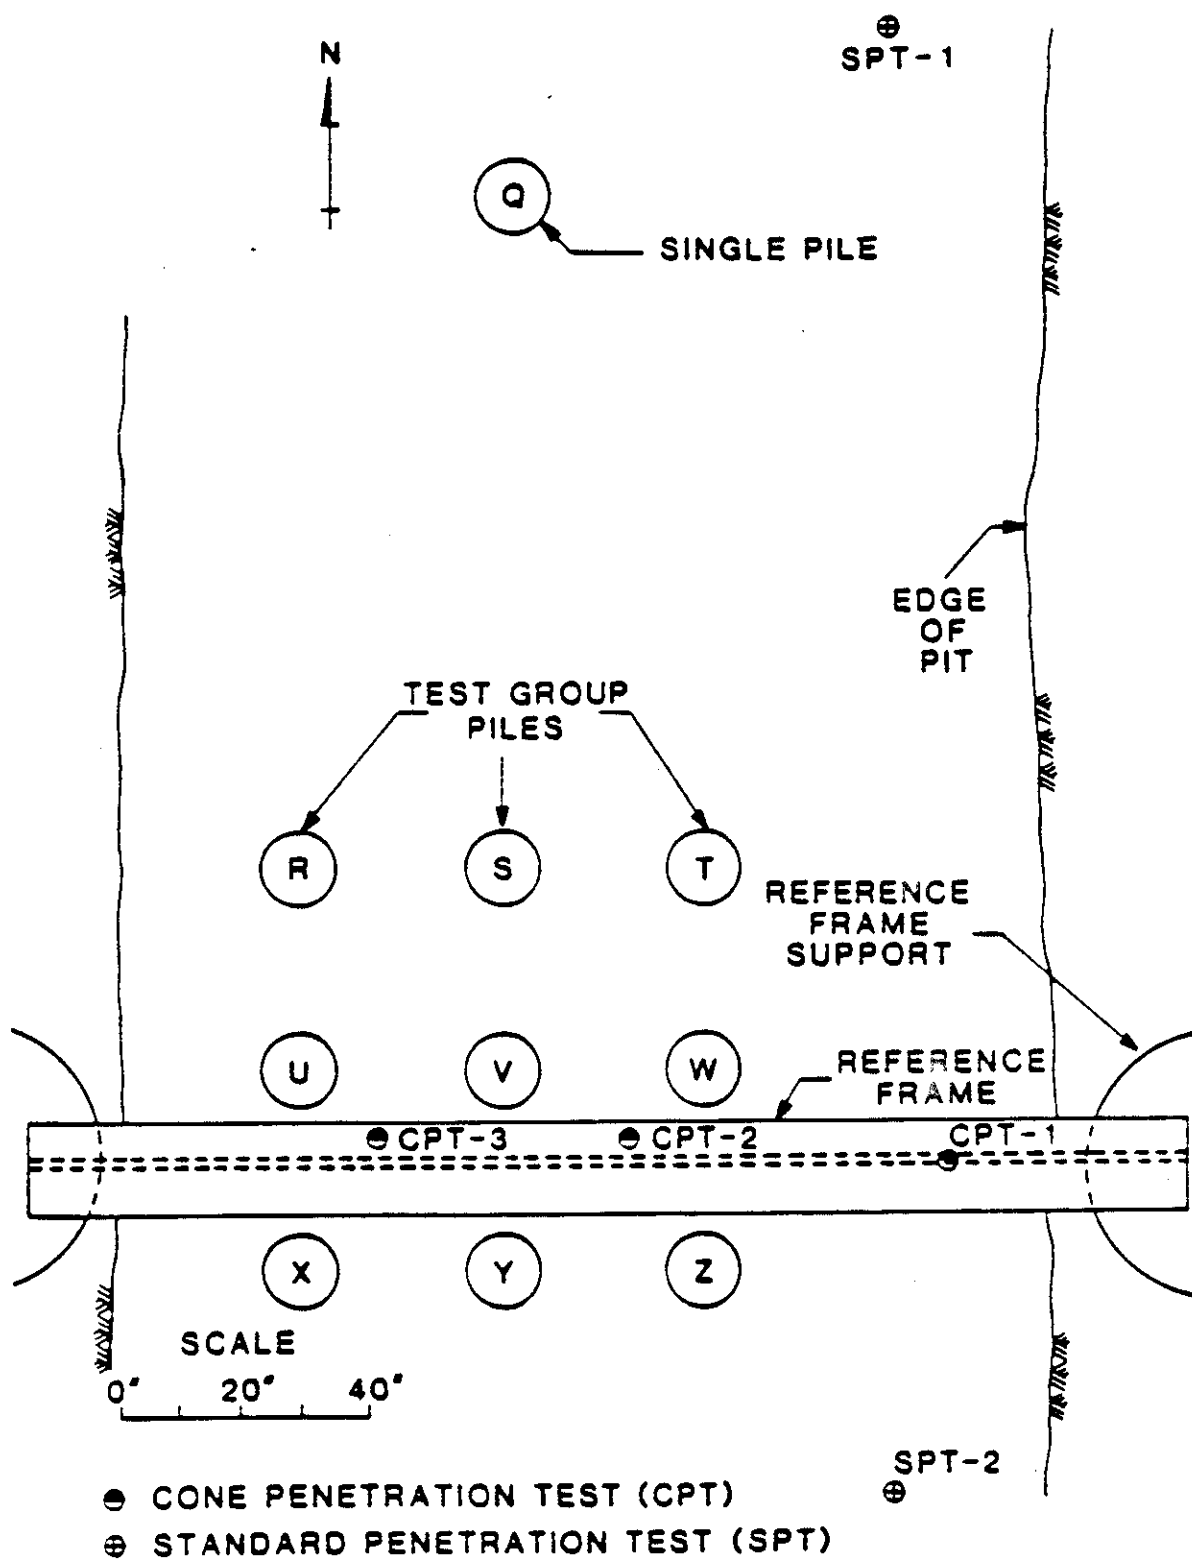 SPT-1
N
Q
SINGLE PILE
EDGE
OF
PIT
TEST GROUP
PILES
R S T
REFERENCE
FRAME
SUPPORT
U V W
REFERENCE
FRAME
CPT-3 CPT-2 CPT-1
X Y Z
SCALE
0" 20" 40"
SPT-2
CONE PENETRATION TEST (CPT)
STANDARD PENETRATION TEST (SPT)